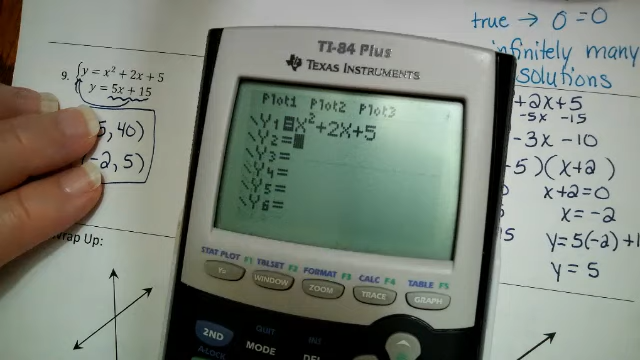 true → 0 = 0
infinitely many
solutions
9. y = x² + 2x + 5
y = 5x + 15
5, 40)
(-2, 5)
Wrap Up:
TI-84 Plus
TEXAS INSTRUMENTS
Plot1 Plot2 Plot3
\Y1=X²+2X+5
\Y2=
\Y3=
\Y4=
\Y5=
\Y6=
STAT PLOT F1 TBLSET F2 FORMAT F3 CALC F4 TABLE F5
Y= WINDOW ZOOM TRACE GRAPH
2ND
QUIT
MODE
A-LOCK
+2x+5
-5x -15
-3x -10
-5)(x+2)
x+2=0
x=-2
y=5(-2)+1
y=5